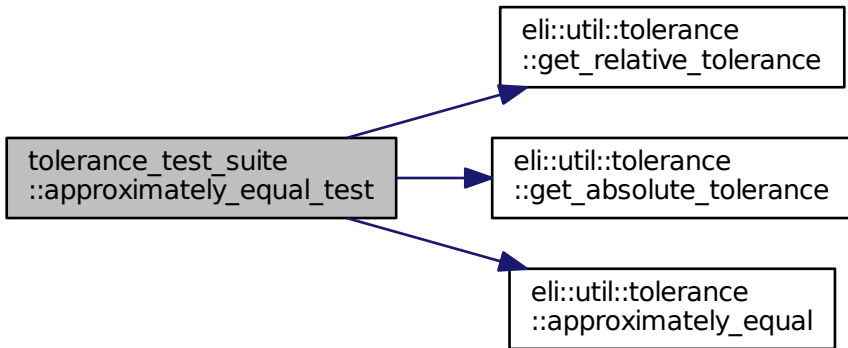 eli::util::tolerance
::get_relative_tolerance
tolerance_test_suite
::approximately_equal_test
eli::util::tolerance
::get_absolute_tolerance
eli::util::tolerance
::approximately_equal